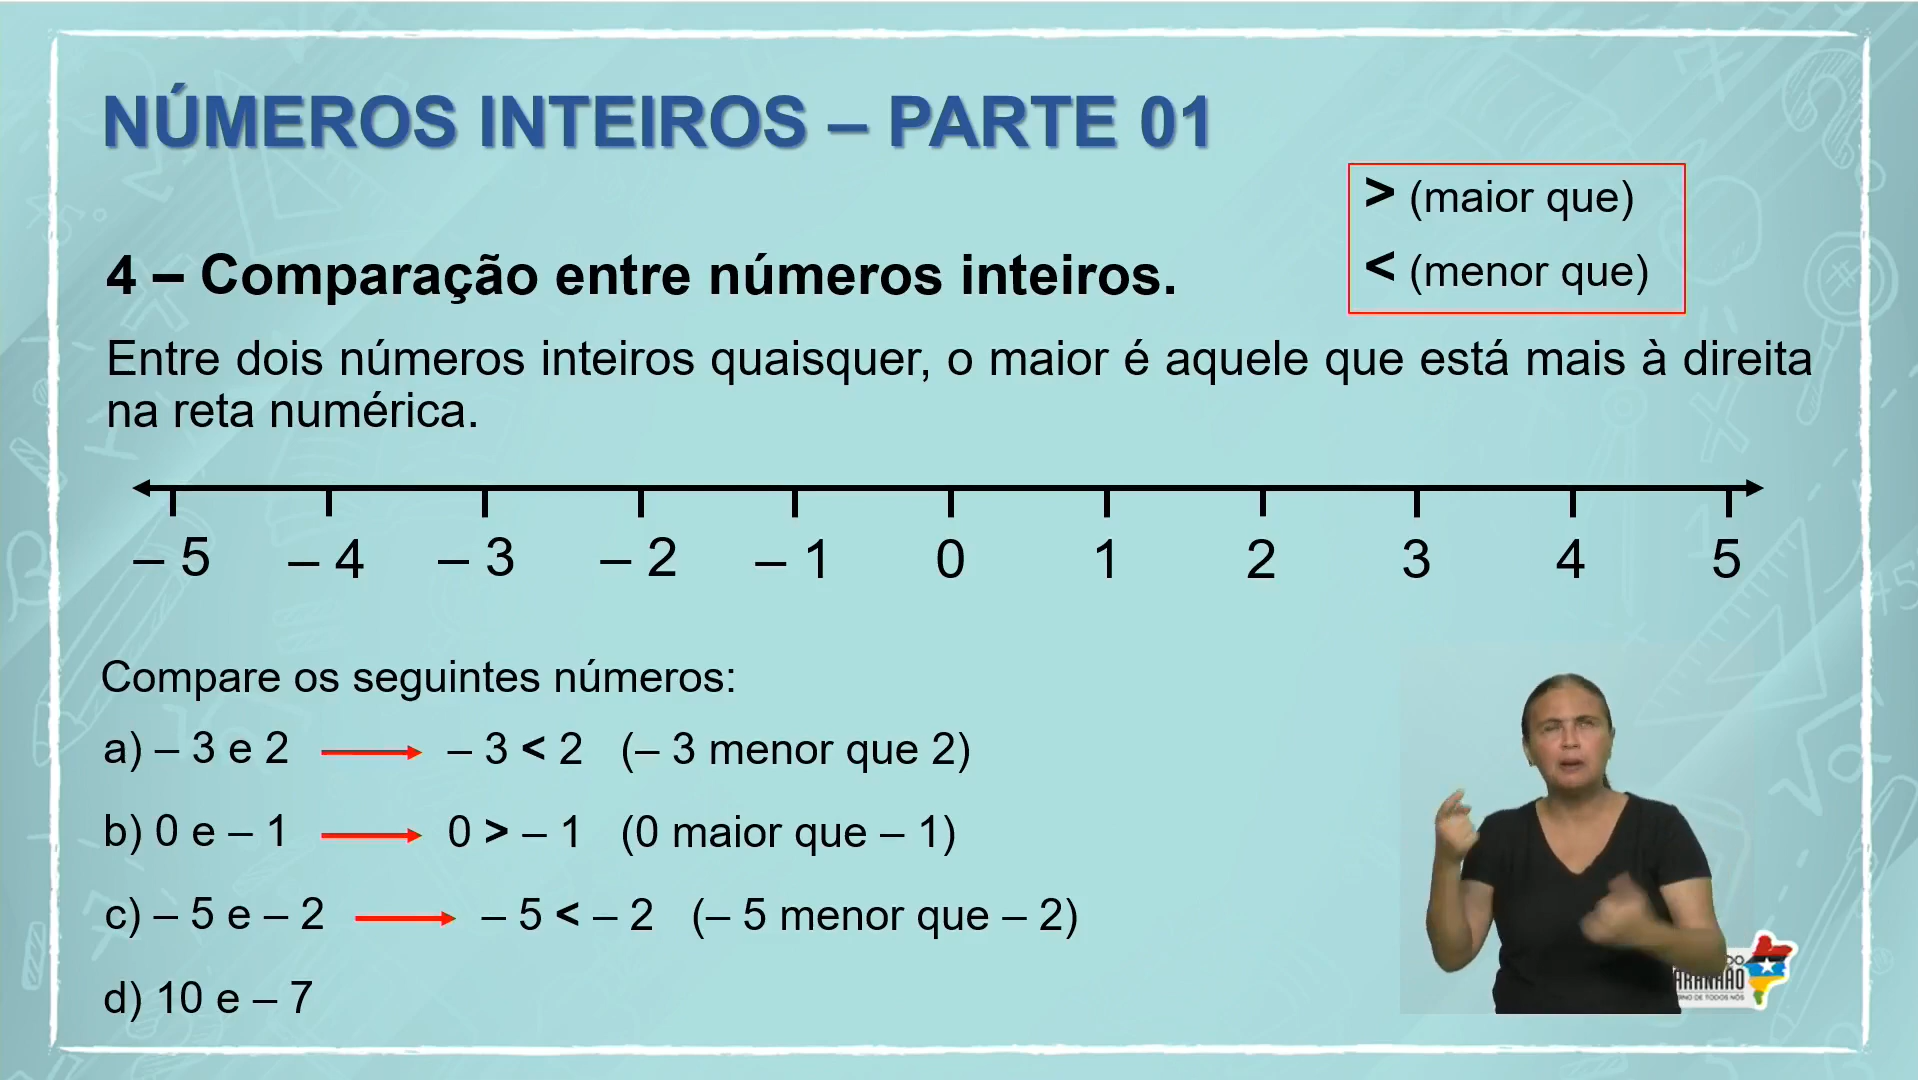 NÚMEROS INTEIROS – PARTE 01
> (maior que)
< (menor que)
4 – Comparação entre números inteiros.
Entre dois números inteiros quaisquer, o maior é aquele que está mais à direita
na reta numérica.
– 5 – 4 – 3 – 2 – 1 0 1 2 3 4 5
Compare os seguintes números:
a) – 3 e 2 – 3 < 2 (– 3 menor que 2)
b) 0 e – 1 0 > – 1 (0 maior que – 1)
c) – 5 e – 2 – 5 < – 2 (– 5 menor que – 2)
d) 10 e – 7